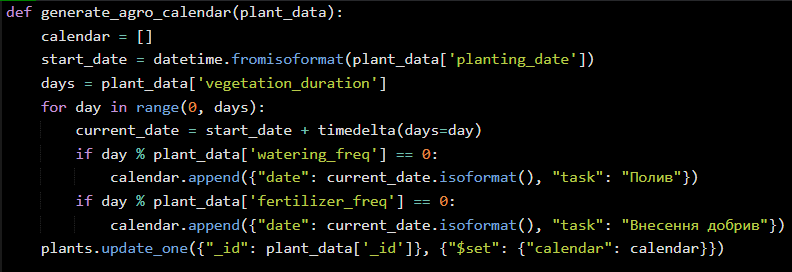 def generate_agro_calendar(plant_data):
    calendar = []
    start_date = datetime.fromisoformat(plant_data['planting_date'])
    days = plant_data['vegetation_duration']
    for day in range(0, days):
        current_date = start_date + timedelta(days=day)
        if day % plant_data['watering_freq'] == 0:
            calendar.append({"date": current_date.isoformat(), "task": "Полив"})
        if day % plant_data['fertilizer_freq'] == 0:
            calendar.append({"date": current_date.isoformat(), "task": "Внесення добрив"})
    plants.update_one({"_id": plant_data['_id']}, {"$set": {"calendar": calendar}})